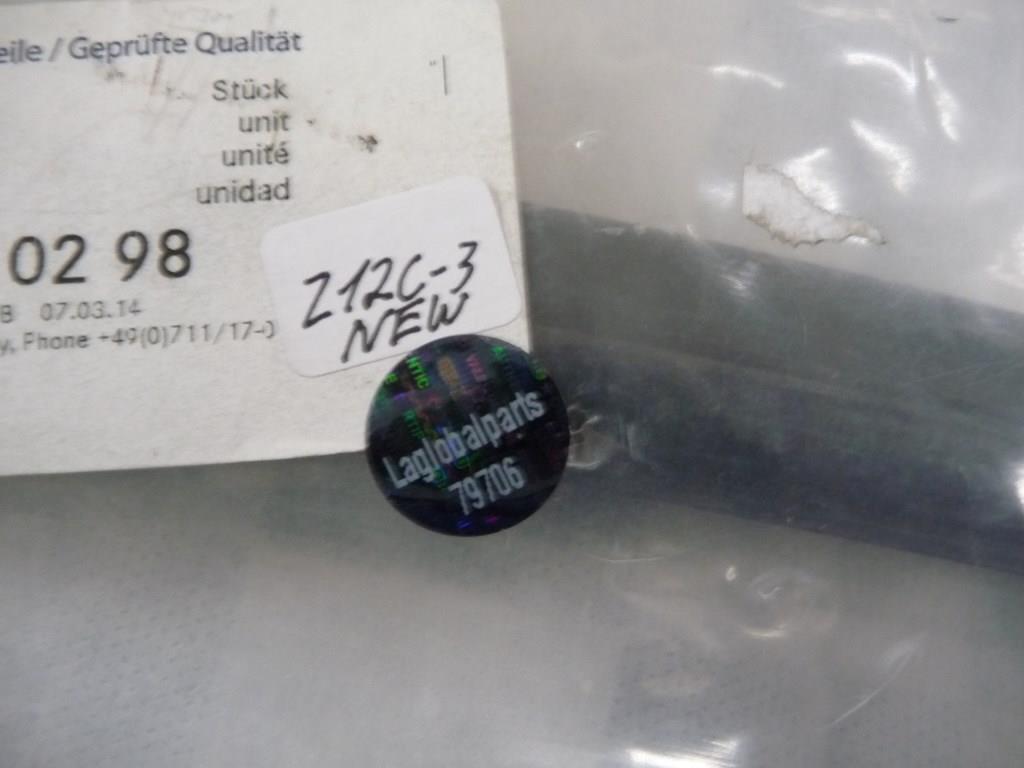 eile / Geprüfte Qualität
Stück
unit
unité
unidad
02 98
B 07.03.14
y, Phone +49(0)711/17-0
212C-3
NEW
Laglobalparts
79706